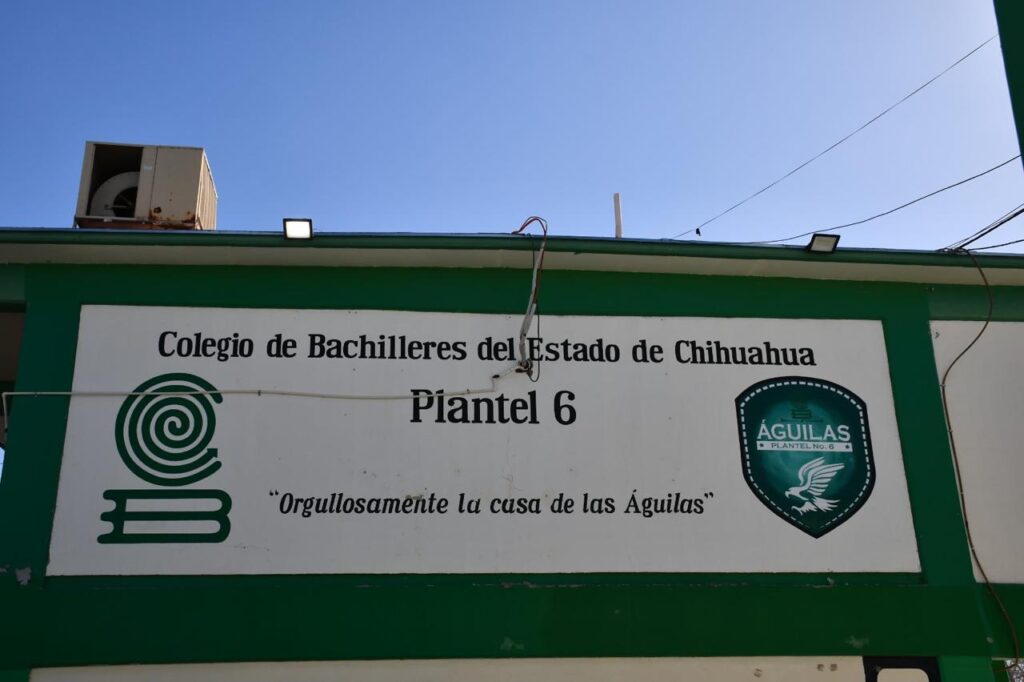 Colegio de Bachilleres del Estado de Chihuahua
Plantel 6
"Orgullosamente la casa de las Águilas"
ÁGUILAS
PLANTEL No. 6